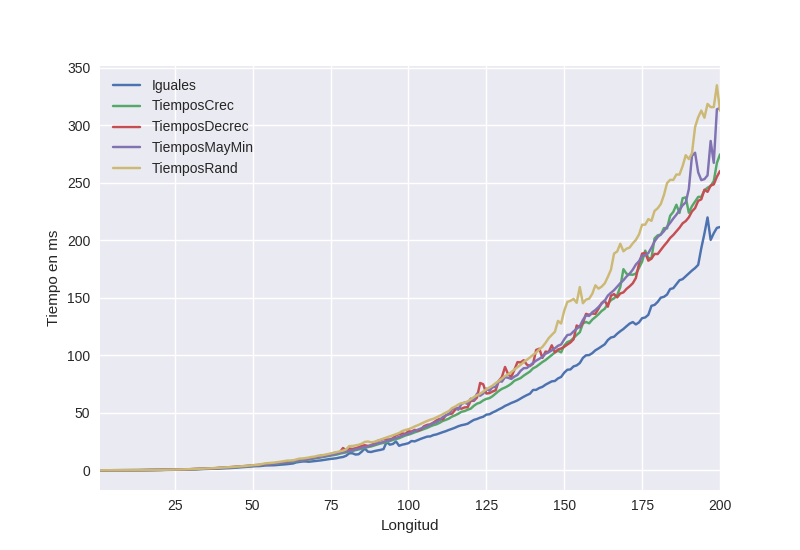 350
300
250
200
150
100
50
0
Tiempo en ms
Iguales
TiemposCrec
TiemposDecrec
TiemposMayMin
TiemposRand
25 50 75 100 125 150 175 200
Longitud